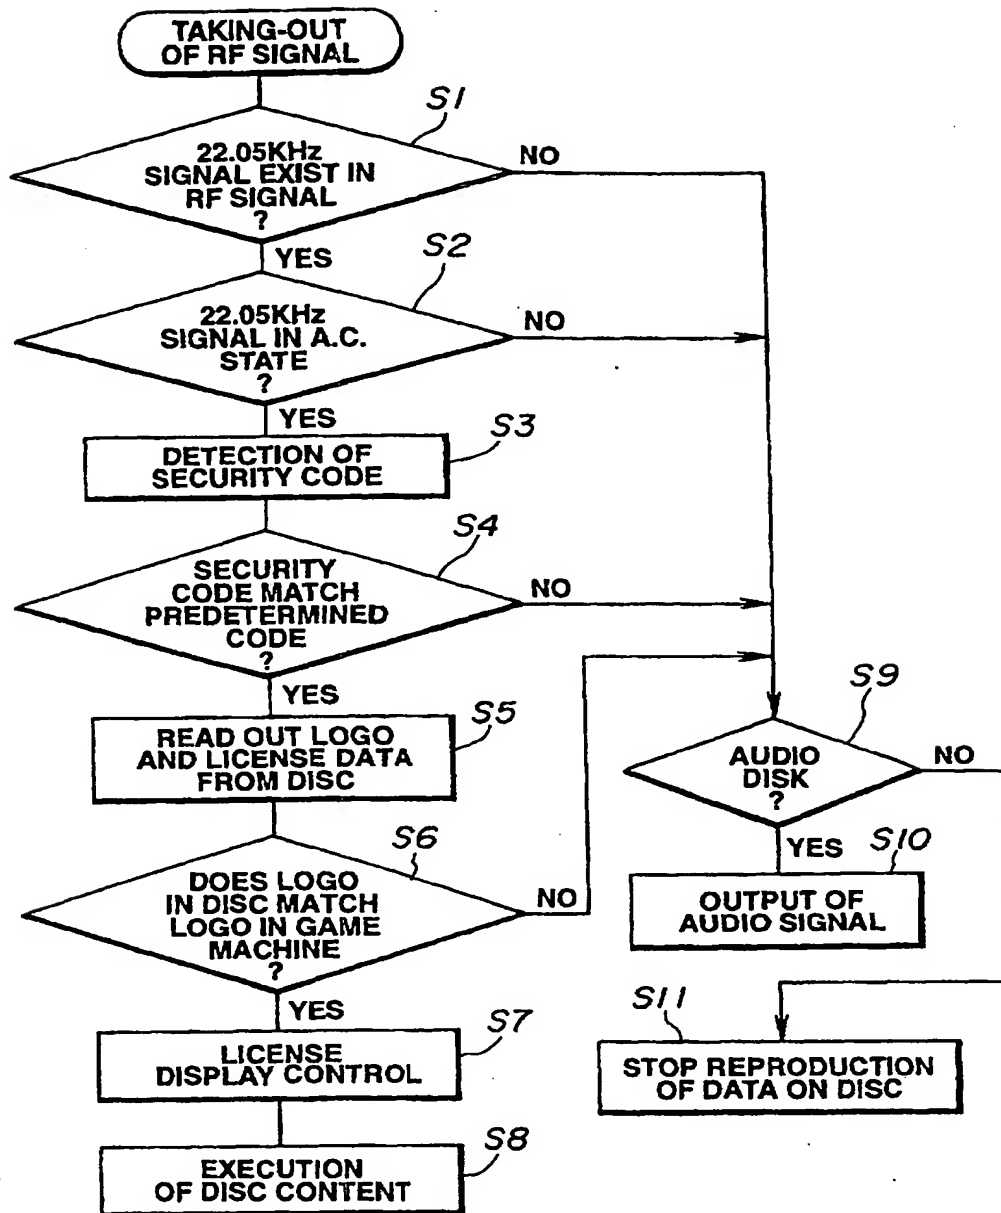 TAKING-OUT
OF RF SIGNAL
S1
22.05KHz
SIGNAL EXIST IN
RF SIGNAL
?
NO
YES
S2
22.05KHz
SIGNAL IN A.C.
STATE
?
NO
YES
S3
DETECTION OF
SECURITY CODE
S4
SECURITY
CODE MATCH
PREDETERMINED
CODE
?
NO
YES
S5
READ OUT LOGO
AND LICENSE DATA
FROM DISC
S6
DOES LOGO
IN DISC MATCH
LOGO IN GAME
MACHINE
?
NO
YES
S7
LICENSE
DISPLAY CONTROL
S8
EXECUTION
OF DISC CONTENT
S9
AUDIO
DISK
?
NO
YES
S10
OUTPUT OF
AUDIO SIGNAL
S11
STOP REPRODUCTION
OF DATA ON DISC